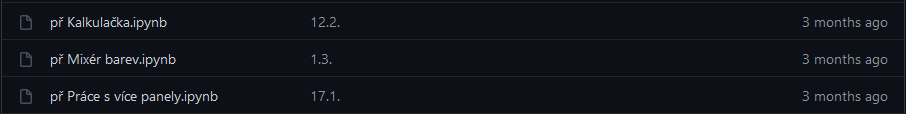 př Kalkulačka.ipynb 12.2. 3 months ago
př Mixér barev.ipynb 1.3. 3 months ago
př Práce s více panely.ipynb 17.1. 3 months ago